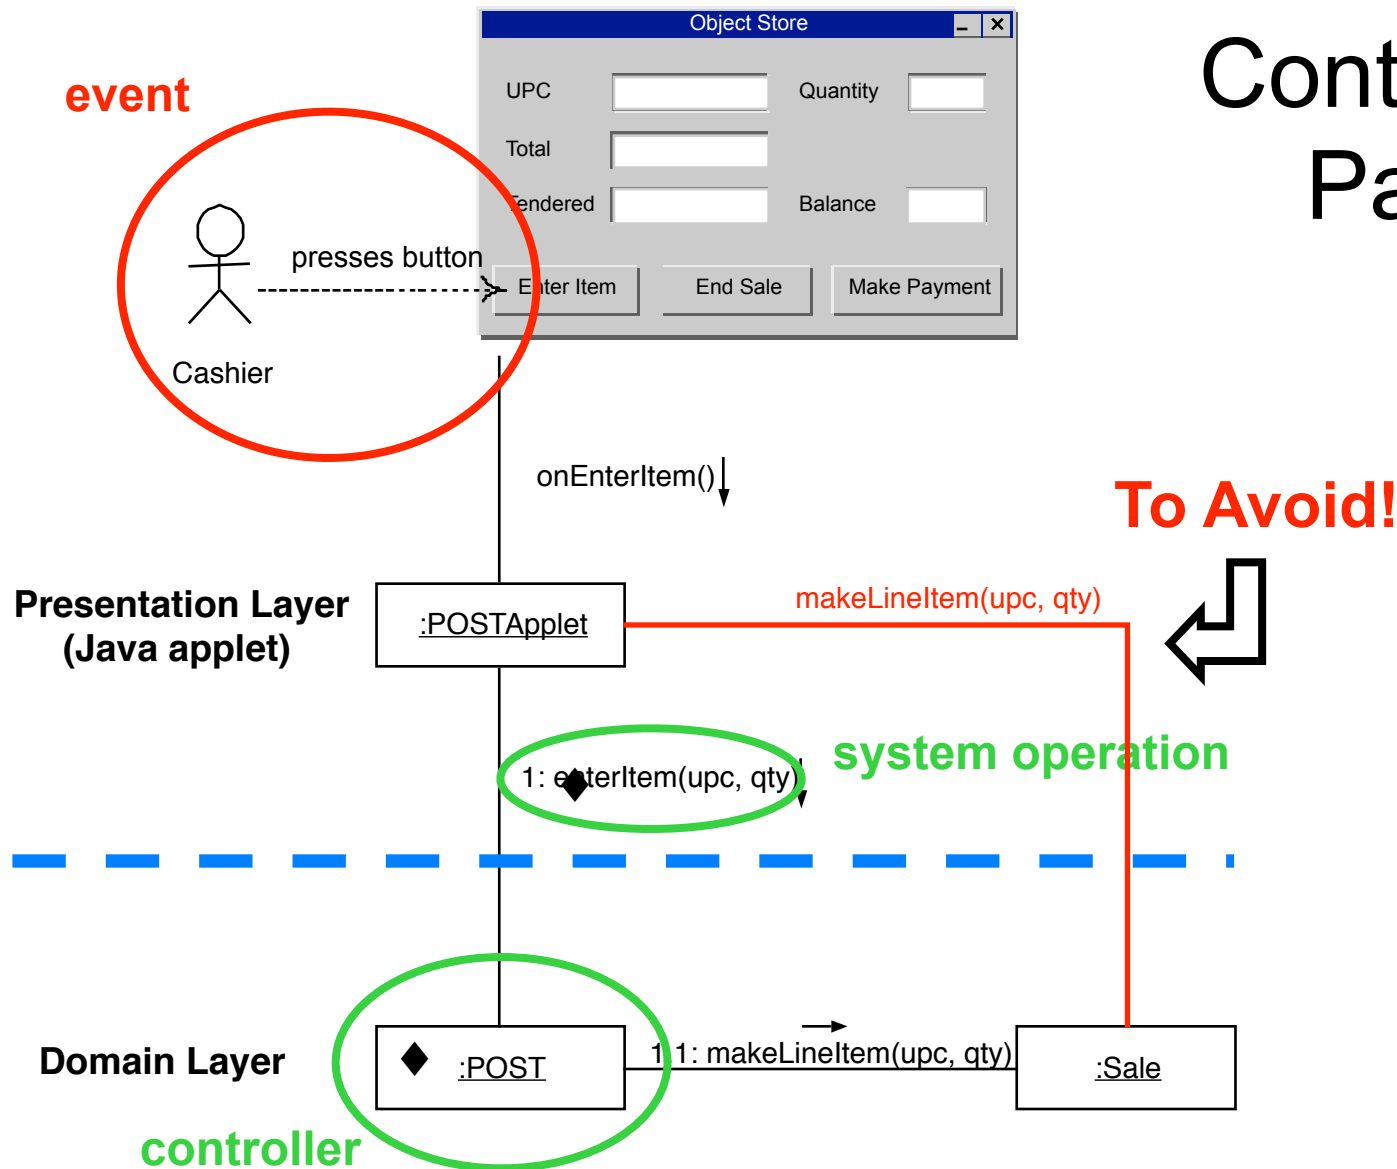 Object Store
Cont
Pa
event
UPC
Quantity
Total
Tendered
Balance
presses button
Enter Item
End Sale
Make Payment
Cashier
onEnterItem()
To Avoid!
Presentation Layer
(Java applet)
:POSTApplet
makeLineItem(upc, qty)
system operation
1: enterItem(upc, qty)
Domain Layer
:POST
1.1: makeLineItem(upc, qty)
:Sale
controller